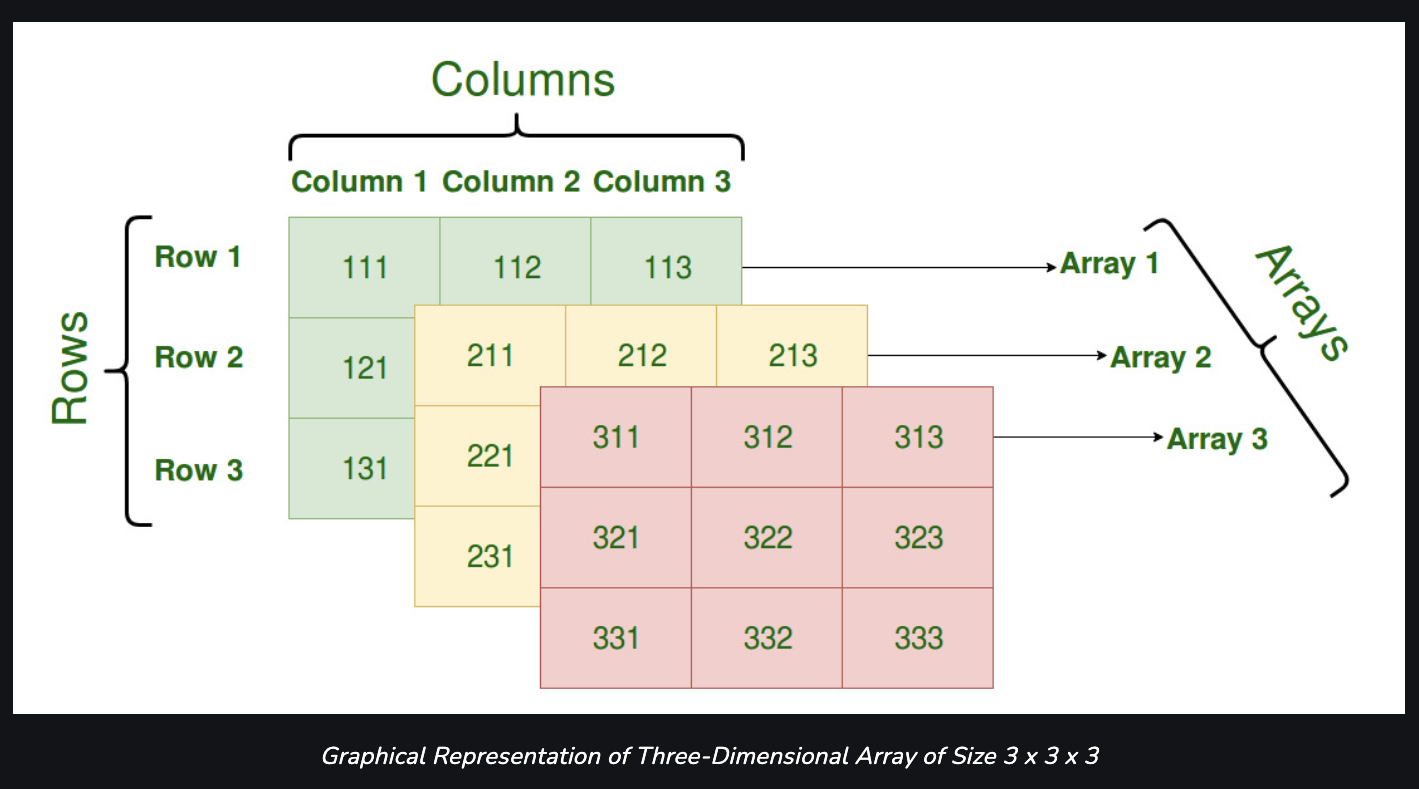 Columns
Column 1 Column 2 Column 3
Rows
Row 1
111 112 113
Array 1
Arrays
Row 2
121
211 212 213
Array 2
Row 3
131
221
311 312 313
Array 3
231
321 322 323
331 332 333
Graphical Representation of Three-Dimensional Array of Size 3 x 3 x 3